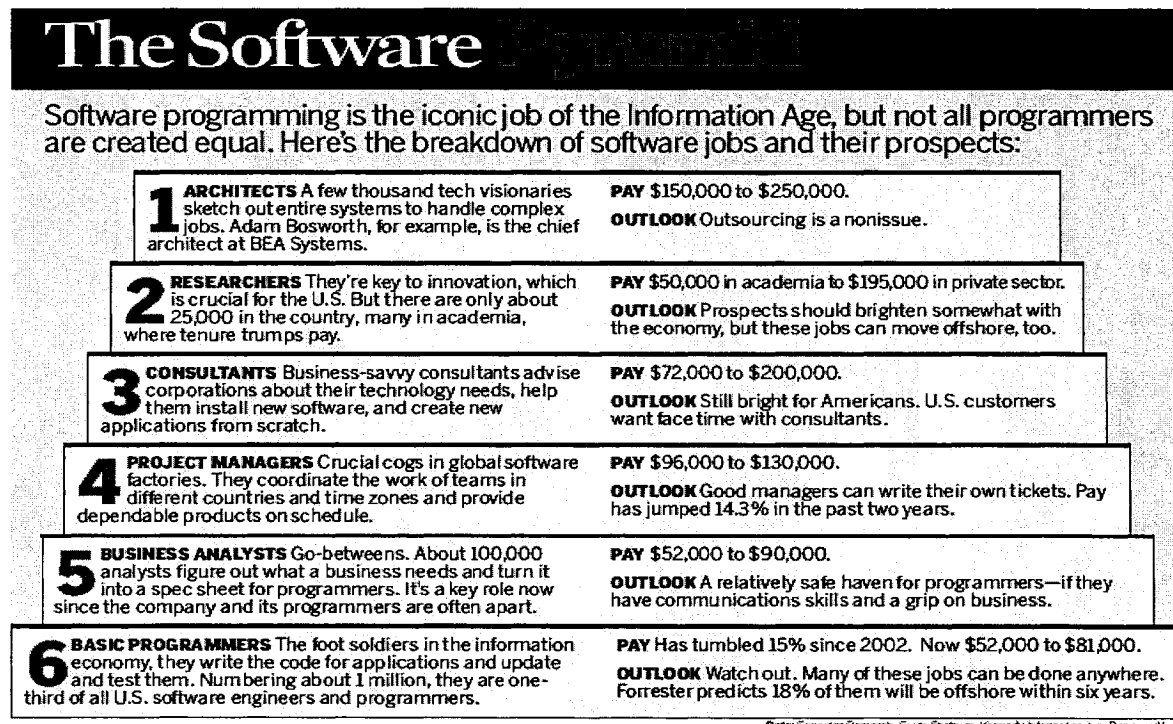 The Software Pyramid
Software programming is the iconic job of the Information Age, but not all programmers
are created equal. Here's the breakdown of software jobs and their prospects:
1 ARCHITECTS A few thousand tech visionaries
sketch out entire systems to handle complex
jobs. Adam Bosworth, for example, is the chief
architect at BEA Systems.
PAY $150,000 to $250,000.
OUTLOOK Outsourcing is a nonissue.
2 RESEARCHERS They're key to innovation, which
is crucial for the U.S. But there are only about
25,000 in the country, many in academia,
where tenure trumps pay.
PAY $50,000 in academia to $195,000 in private sector.
OUTLOOK Prospects should brighten somewhat with
the economy, but these jobs can move offshore, too.
3 CONSULTANTS Business-savvy consultants advise
corporations about their technology needs, help
them install new software, and create new
applications from scratch.
PAY $72,000 to $200,000.
OUTLOOK Still bright for Americans. U.S. customers
want face time with consultants.
4 PROJECT MANAGERS Crucial cogs in global software
factories. They coordinate the work of teams in
different countries and time zones and provide
dependable products on schedule.
PAY $96,000 to $130,000.
OUTLOOK Good managers can write their own tickets. Pay
has jumped 14.3% in the past two years.
5 BUSINESS ANALYSTS Go-betweens. About 100,000
analysts figure out what a business needs and turn it
into a spec sheet for programmers. It's a key role now
since the company and its programmers are often apart.
PAY $52,000 to $90,000.
OUTLOOK A relatively safe haven for programmers—if they
have communications skills and a grip on business.
6 BASIC PROGRAMMERS The foot soldiers in the information
economy, they write the code for applications and update
and test them. Numbering about 1 million, they are one-
third of all U.S. software engineers and programmers.
PAY Has tumbled 15% since 2002. Now $52,000 to $81,000.
OUTLOOK Watch out. Many of these jobs can be done anywhere.
Forrester predicts 18% of them will be offshore within six years.